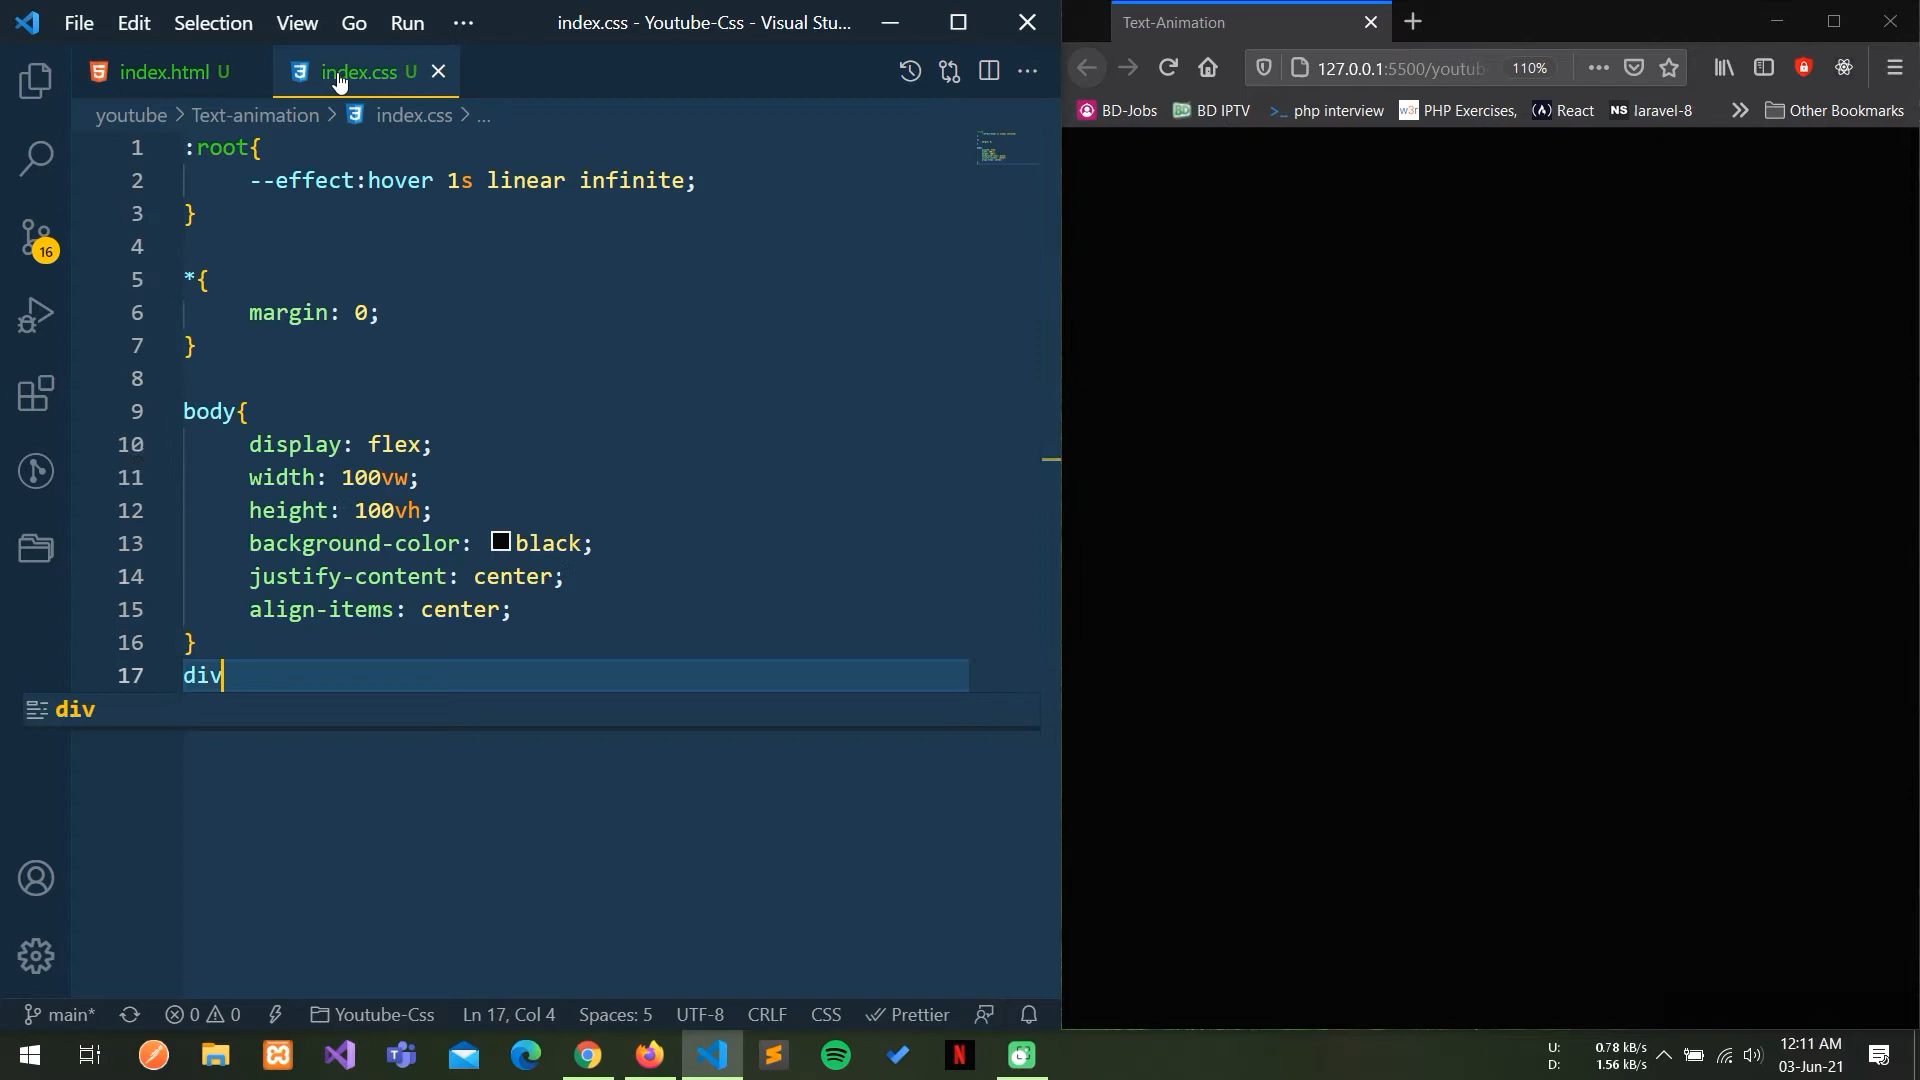 File Edit Selection View Go Run ··· index.css - Youtube-Css - Visual Stu...
index.html U index.css U
youtube > Text-animation > index.css > ...
1 :root{
2 --effect:hover 1s linear infinite;
3 }
4
5 *{
6 margin: 0;
7 }
8
9 body{
10 display: flex;
11 width: 100vw;
12 height: 100vh;
13 background-color: black;
14 justify-content: center;
15 align-items: center;
16 }
17 div
div
16
main* 0 0 Youtube-Css Ln 17, Col 4 Spaces: 5 UTF-8 CRLF CSS Prettier
Text-Animation
127.0.0.1:5500/youtub 110%
BD-Jobs BD IPTV php interview w3r PHP Exercises, React NS laravel-8 Other Bookmarks
U: 0.78 kB/s
D: 1.56 kB/s
12:11 AM
03-Jun-21